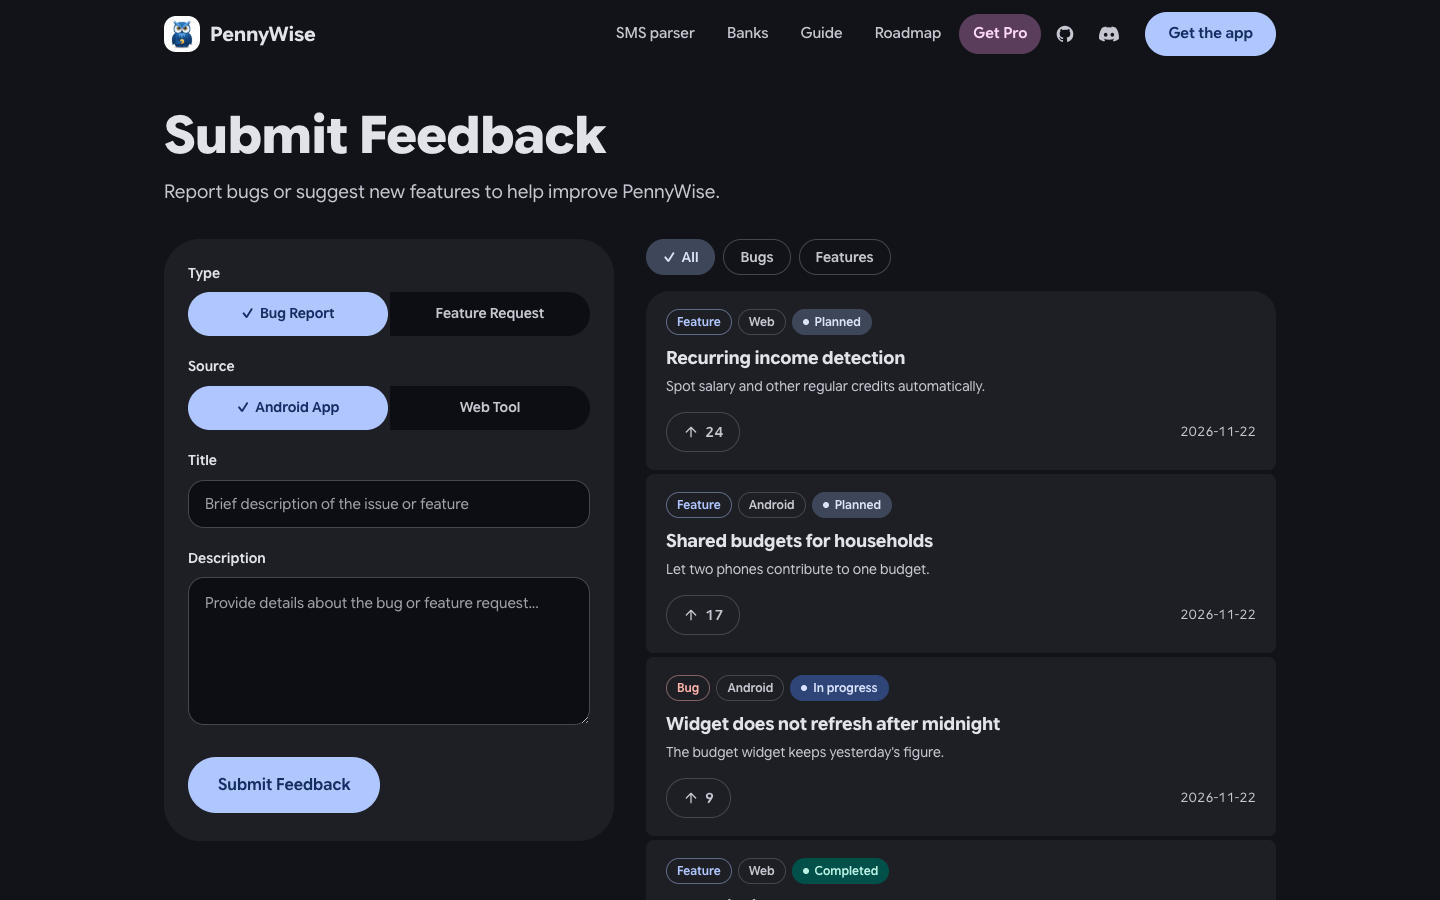 PennyWise
SMS parser
Banks
Guide
Roadmap
Get Pro
Get the app
Submit Feedback
Report bugs or suggest new features to help improve PennyWise.
Type
✓ Bug Report
Feature Request
Source
✓ Android App
Web Tool
Title
Brief description of the issue or feature
Description
Provide details about the bug or feature request...
Submit Feedback
✓ All
Bugs
Features
Feature
Web
Planned
Recurring income detection
Spot salary and other regular credits automatically.
↑ 24
2026-11-22
Feature
Android
Planned
Shared budgets for households
Let two phones contribute to one budget.
↑ 17
2026-11-22
Bug
Android
In progress
Widget does not refresh after midnight
The budget widget keeps yesterday's figure.
↑ 9
2026-11-22
Feature
Web
Completed